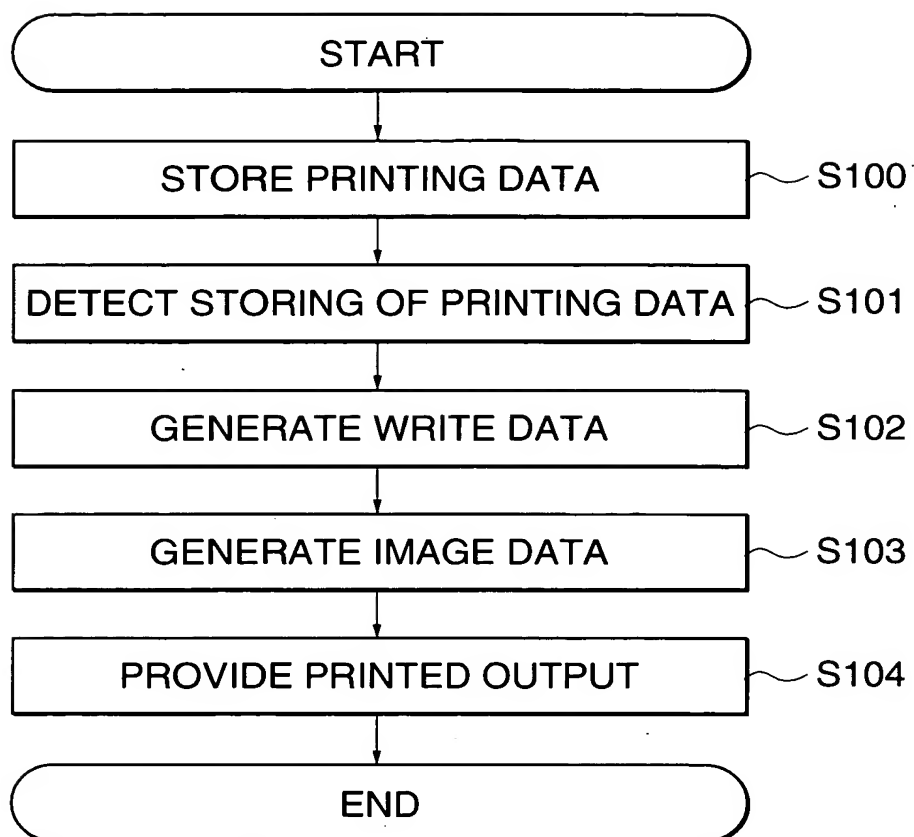 START
STORE PRINTING DATA S100
DETECT STORING OF PRINTING DATA S101
GENERATE WRITE DATA S102
GENERATE IMAGE DATA S103
PROVIDE PRINTED OUTPUT S104
END